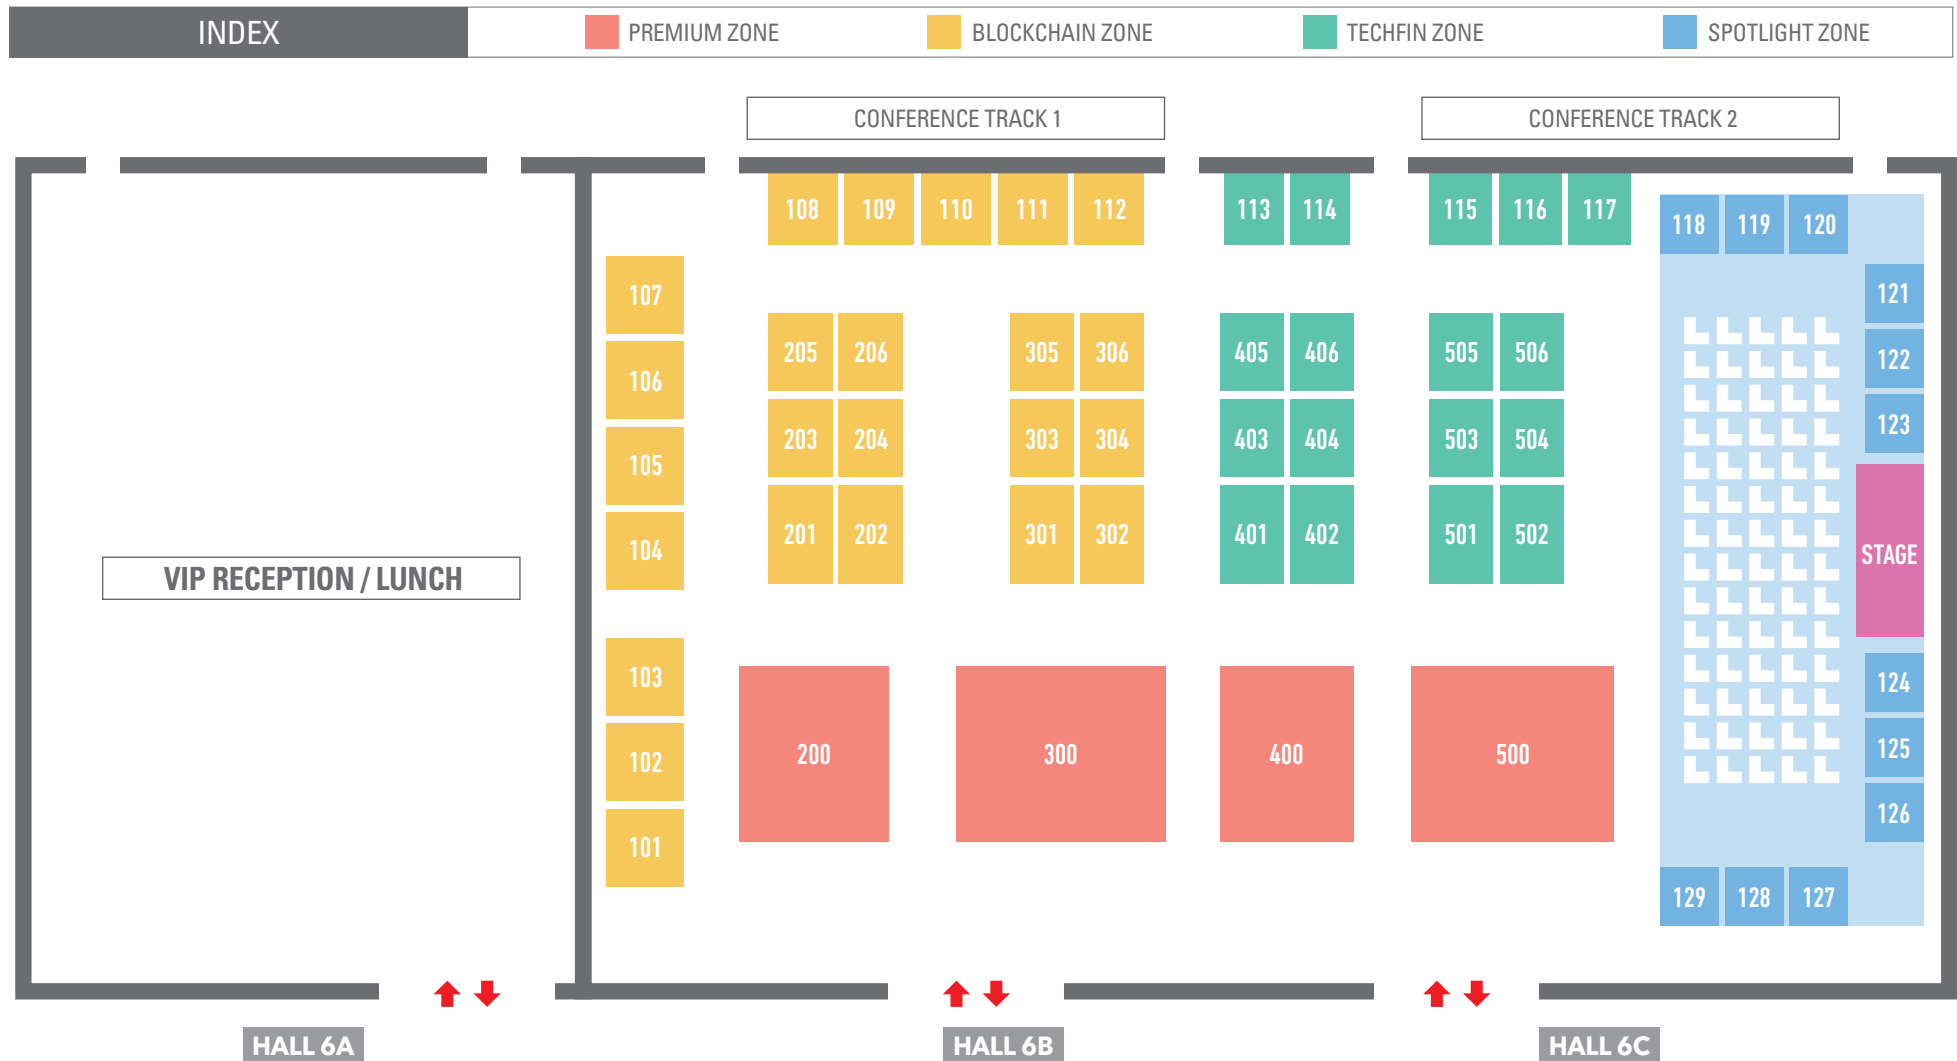 INDEX
PREMIUM ZONE
BLOCKCHAIN ZONE
TECHFIN ZONE
SPOTLIGHT ZONE
CONFERENCE TRACK 1
CONFERENCE TRACK 2
108 109 110 111 112 113 114 115 116 117
118 119 120
107
121
205 206 305 306 405 406 505 506
122
106
203 204 303 304 403 404 503 504
123
105
201 202 301 302 401 402 501 502
104
STAGE
VIP RECEPTION / LUNCH
103
124
102
200 300 400 500
125
126
101
129 128 127
HALL 6A
HALL 6B
HALL 6C